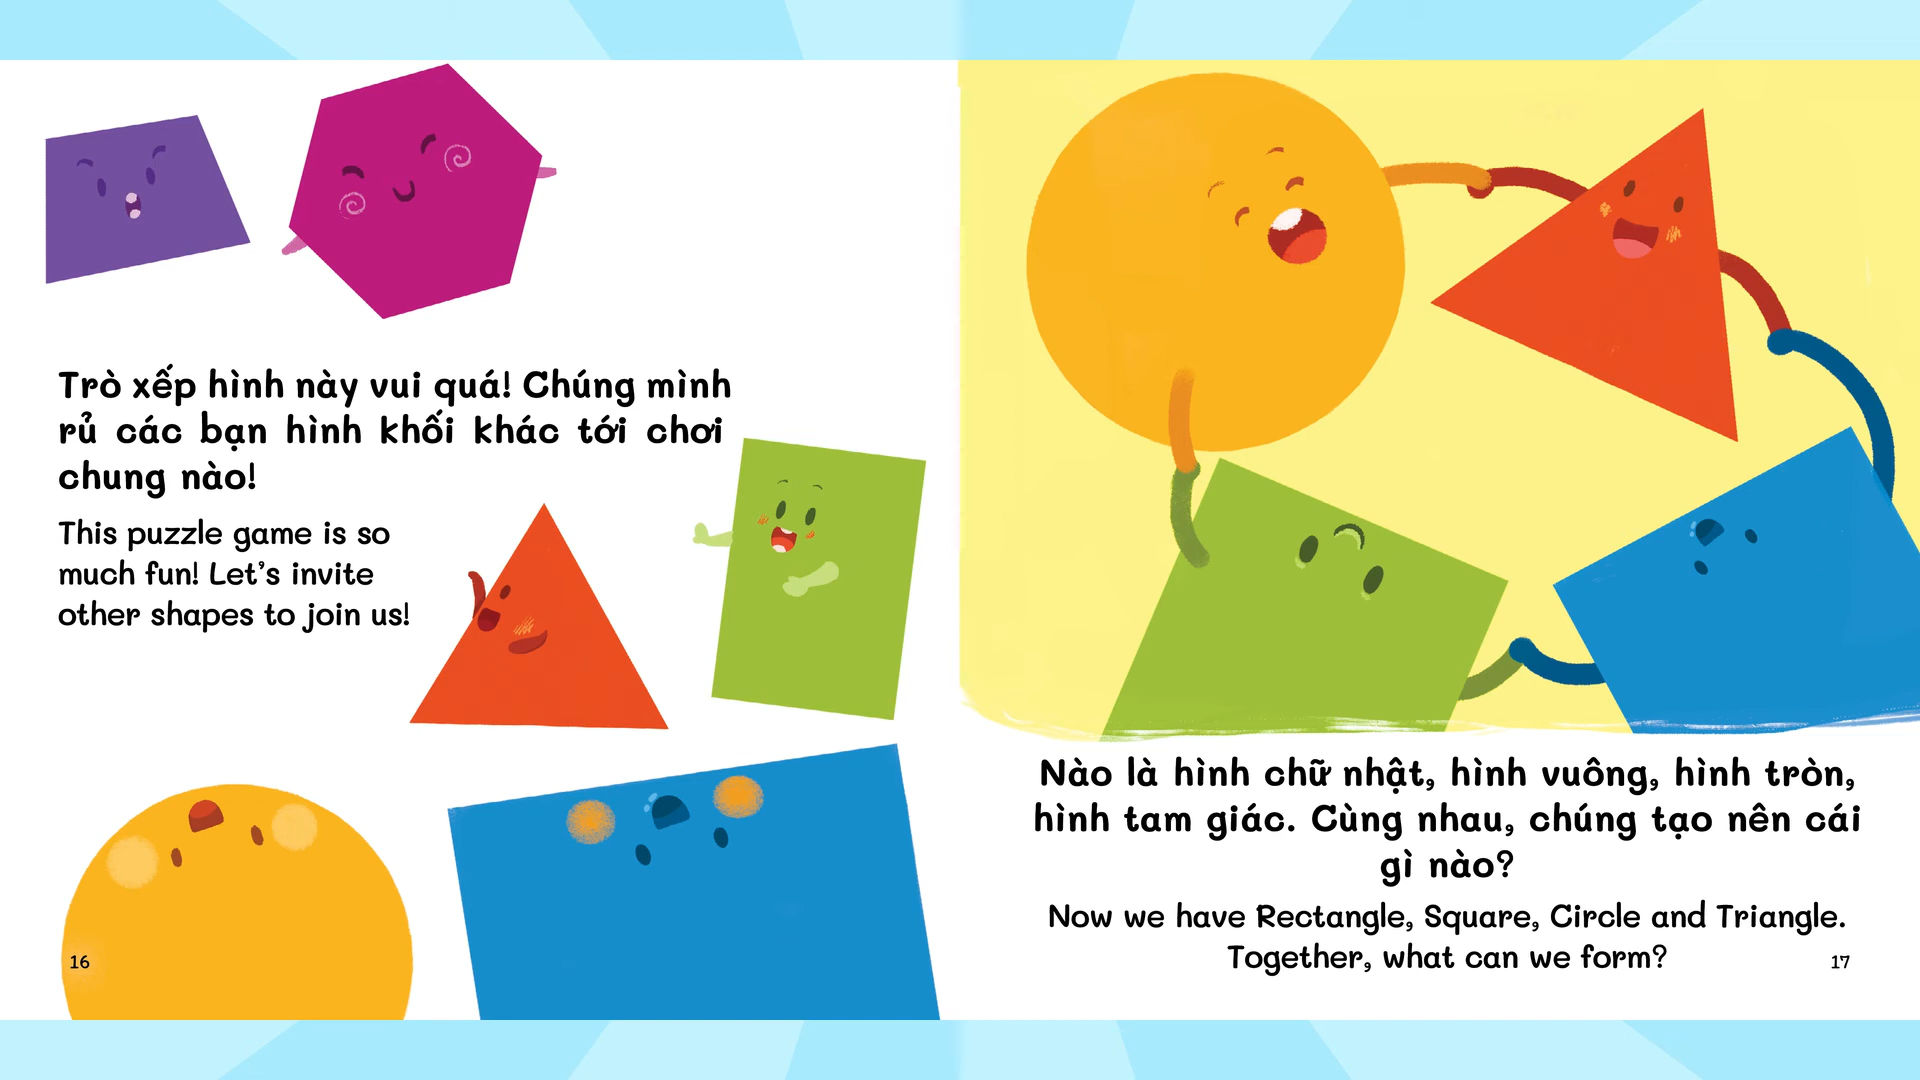 Trò xếp hình này vui quá! Chúng mình
rủ các bạn hình khối khác tới chơi
chung nào!
This puzzle game is so
much fun! Let's invite
other shapes to join us!
16
Nào là hình chữ nhật, hình vuông, hình tròn,
hình tam giác. Cùng nhau, chúng tạo nên cái
gì nào?
Now we have Rectangle, Square, Circle and Triangle.
Together, what can we form?
17